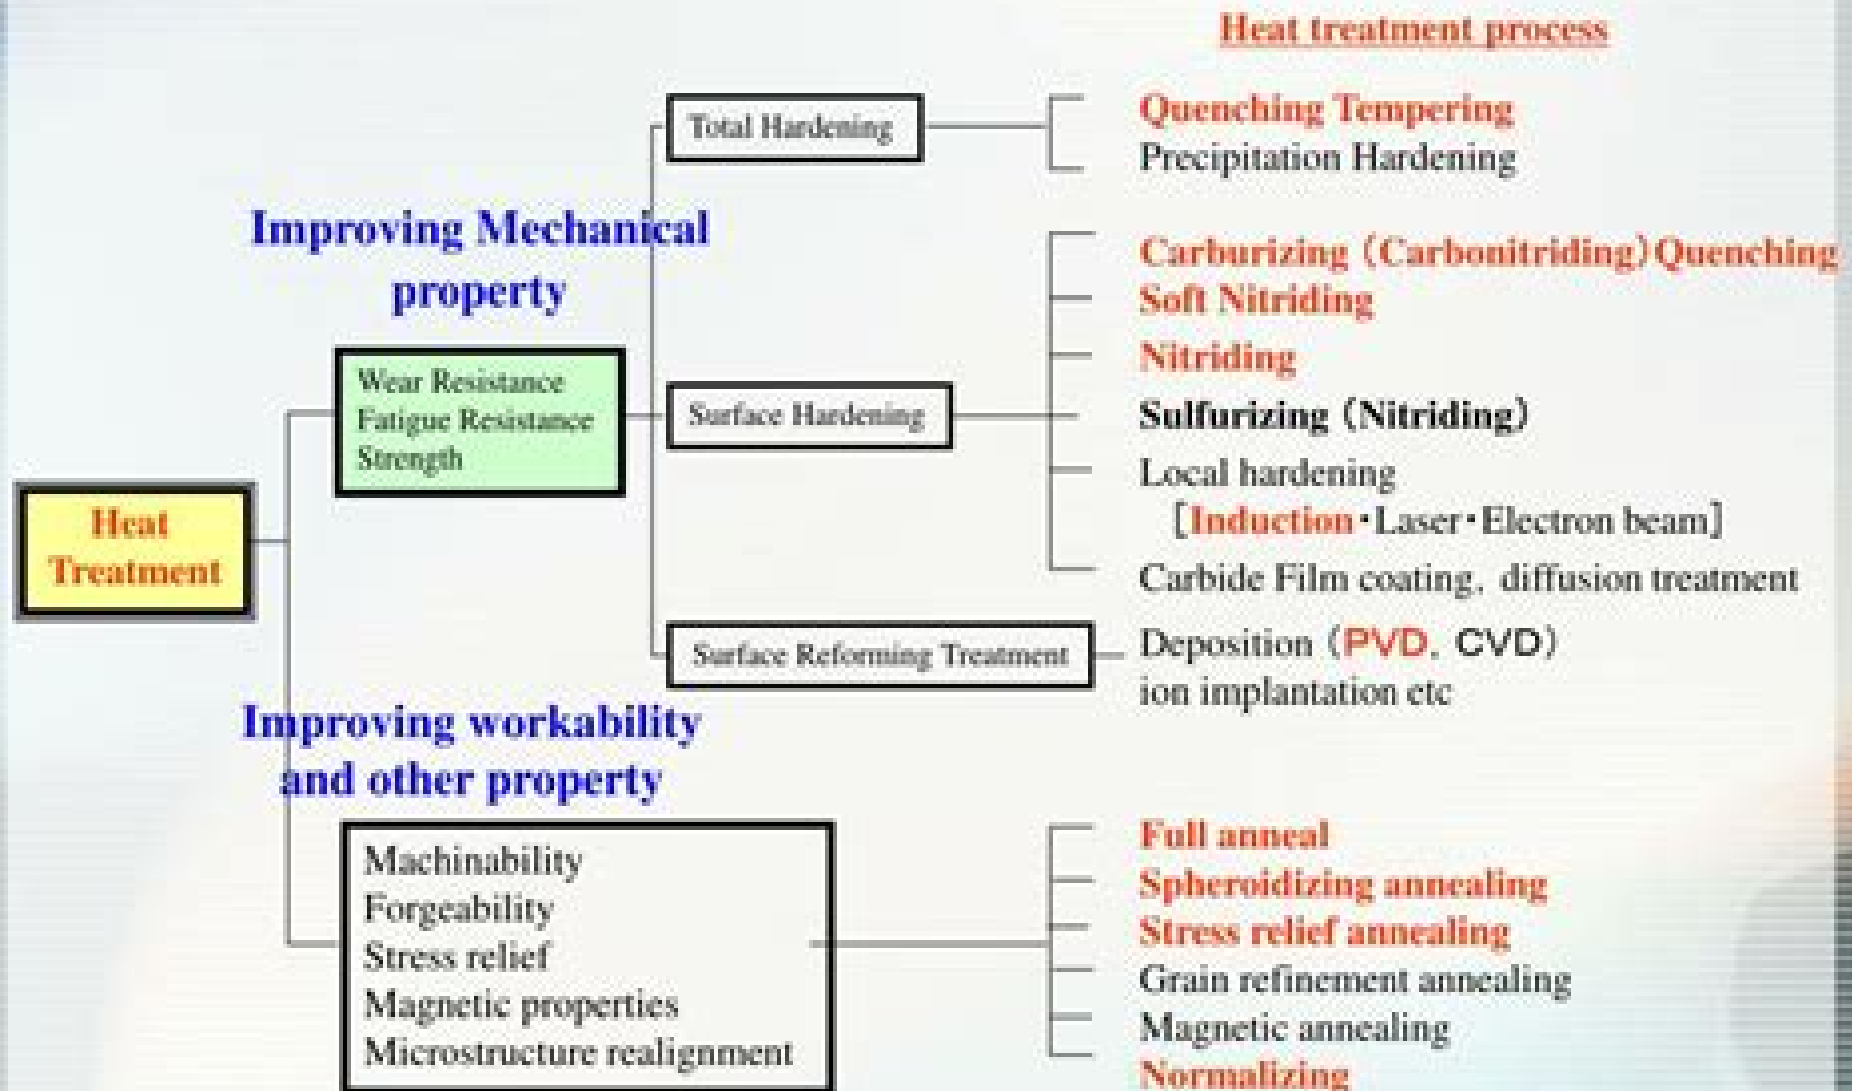 Heat treatment process
Total Hardening
Quenching Tempering
Precipitation Hardening
Improving Mechanical
property
Carburizing (Carbonitriding) Quenching
Soft Nitriding
Nitriding
Wear Resistance
Fatigue Resistance
Strength
Surface Hardening
Sulfurizing (Nitriding)
Local hardening
[Induction・Laser・Electron beam]
Carbide Film coating, diffusion treatment
Heat
Treatment
Surface Reforming Treatment
Deposition (PVD, CVD)
ion implantation etc
Improving workability
and other property
Machinability
Forgeability
Stress relief
Magnetic properties
Microstructure realignment
Full anneal
Spheroidizing annealing
Stress relief annealing
Grain refinement annealing
Magnetic annealing
Normalizing